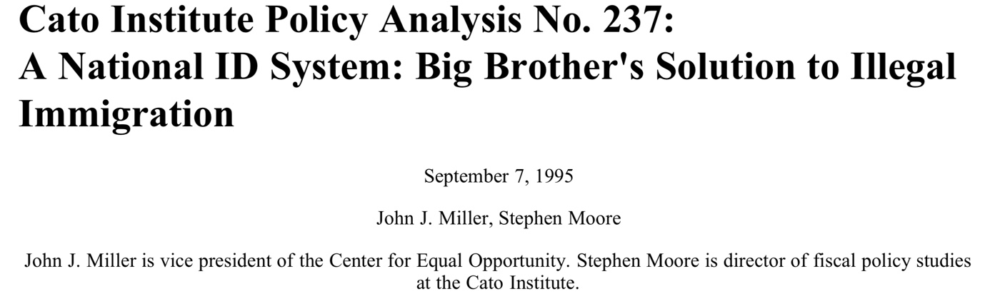 Cato Institute Policy Analysis No. 237:
A National ID System: Big Brother's Solution to Illegal
Immigration
September 7, 1995
John J. Miller, Stephen Moore
John J. Miller is vice president of the Center for Equal Opportunity. Stephen Moore is director of fiscal policy studies
at the Cato Institute.